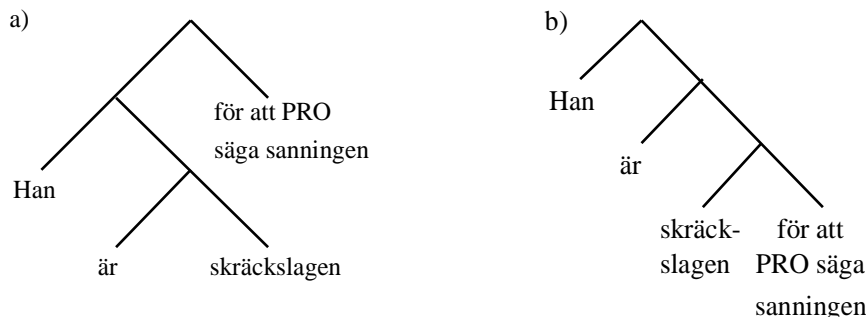 a)
för att PRO
säga sanningen
Han
är
skräckslagen
b)
Han
är
skräck-
slagen
för att
PRO säga
sanningen